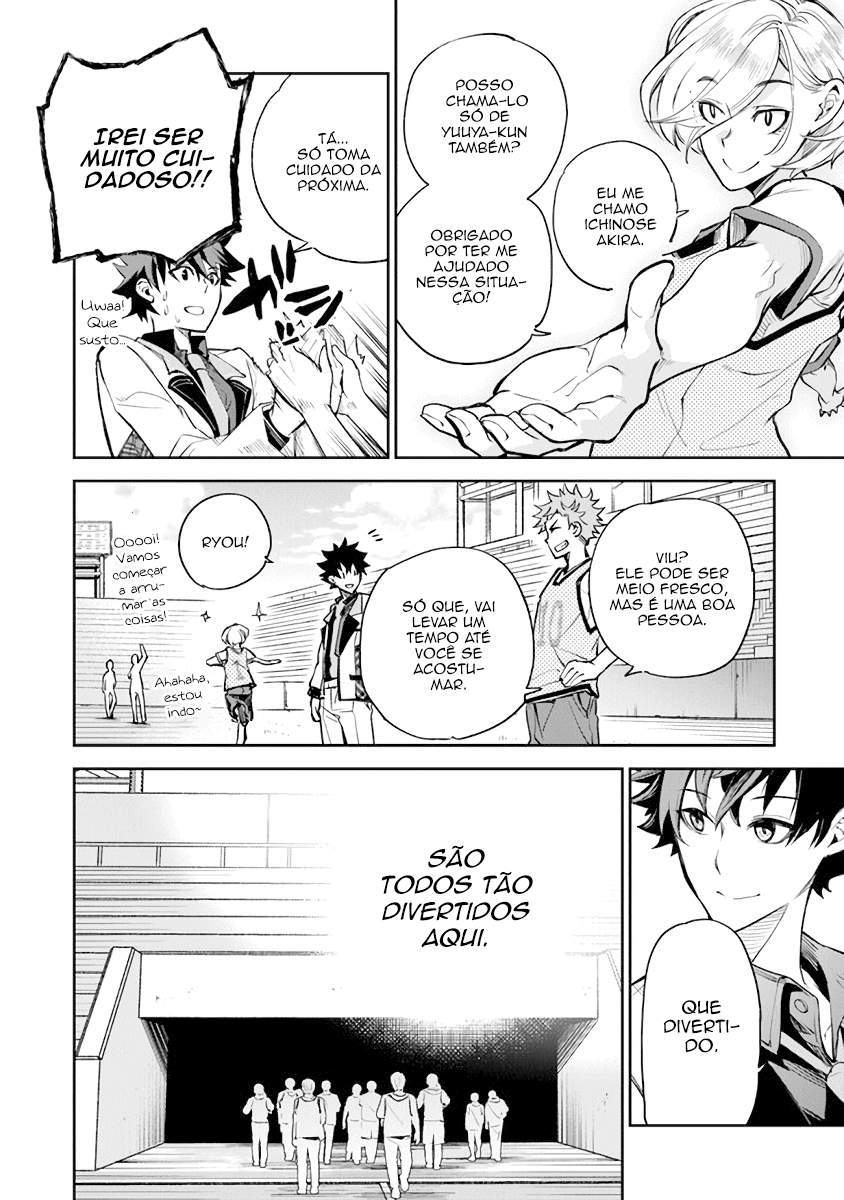 EU ME
CHAMO
ICHINOSE
AKIRA.
POSSO
CHAMA-LO
SÓ DE
YUUYA-KUN
TAMBÉM?
OBRIGADO
POR TER ME
AJUDADO
NESSA SITUA-
ÇÃO!
TÁ...
SÓ TOMA
CUIDADO DA
PRÓXIMA.
IREI SER
MUITO CUI-
DADOSO!!
Uwaa!
Que
susto...
VIU?
ELE PODE SER
MEIO FRESCO,
MAS É UMA BOA
PESSOA.
SÓ QUE, VAI
LEVAR UM
TEMPO ATÉ
VOCÊ SE
ACOSTU-
MAR.
10
RYOU!
Ooooi!
Vamos
começar
a arru-
mar as
coisas!
Ahahaha,
estou
indo~
QUE
DIVERTI-
DO.
SÃO
TODOS TÃO
DIVERTIDOS
AQUI.